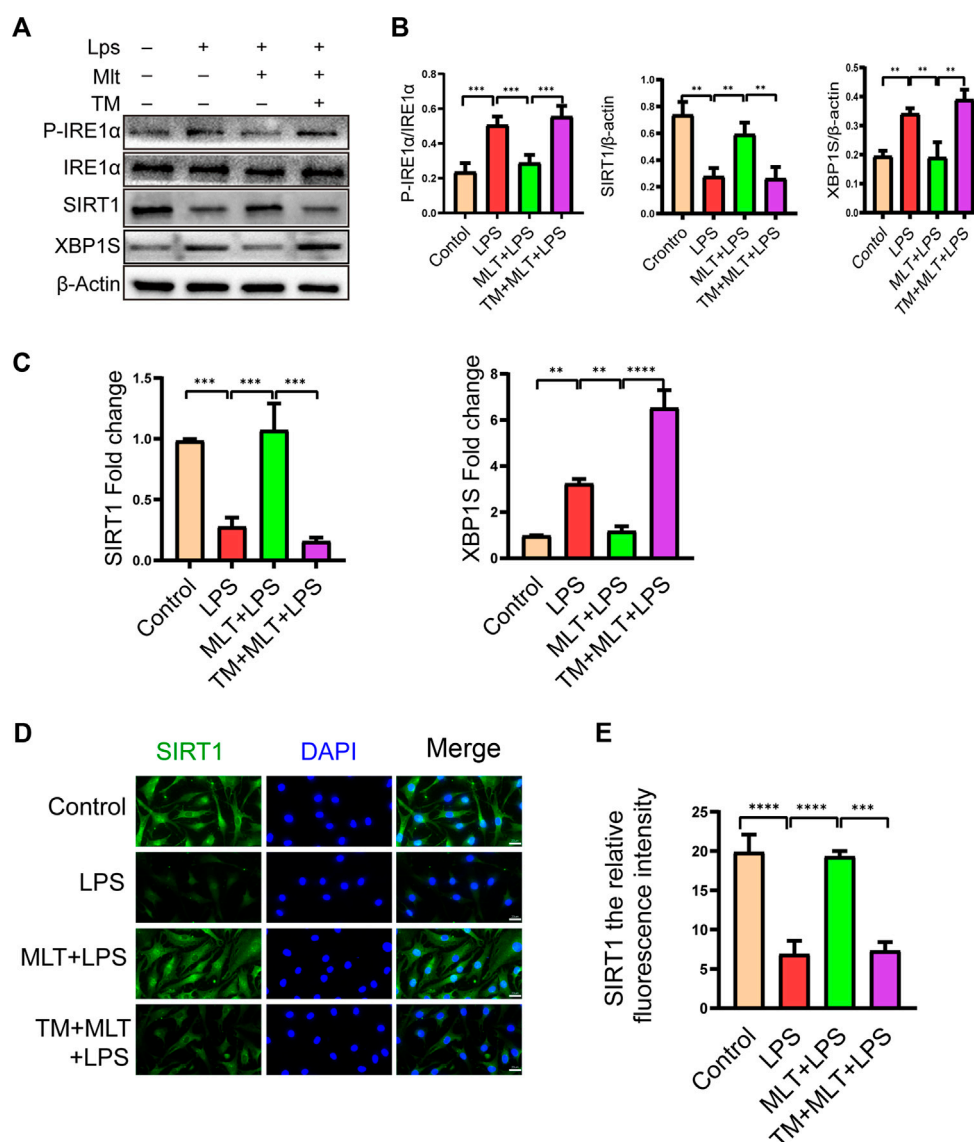 A
Lps – + + +
Mlt – – + +
TM – – – +
P-IRE1α
IRE1α
SIRT1
XBP1S
β-Actin
B
P-IRE1α/IRE1α
0.8
0.6
0.4
0.2
0.0
*** *** ***
Contol
LPS
MLT+LPS
TM+MLT+LPS
SIRT1/β-actin
1.0
0.8
0.6
0.4
0.2
0.0
** ** **
Crontro
LPS
MLT+LPS
TM+MLT+LPS
XBP1S/β-actin
0.5
0.4
0.3
0.2
0.1
0.0
** ** **
Control
LPS
MLT+LPS
TM+MLT+LPS
C
SIRT1 Fold change
1.5
1.0
0.5
0.0
*** *** ***
Control
LPS
MLT+LPS
TM+MLT+LPS
XBP1S Fold change
8
6
4
2
0
** ** ****
Control
LPS
MLT+LPS
TM+MLT+LPS
D
SIRT1 DAPI Merge
Control
LPS
MLT+LPS
TM+MLT
+LPS
E
SIRT1 the relative
fluorescence intensity
25
20
15
10
5
0
**** **** ***
Control
LPS
MLT+LPS
TM+MLT+LPS